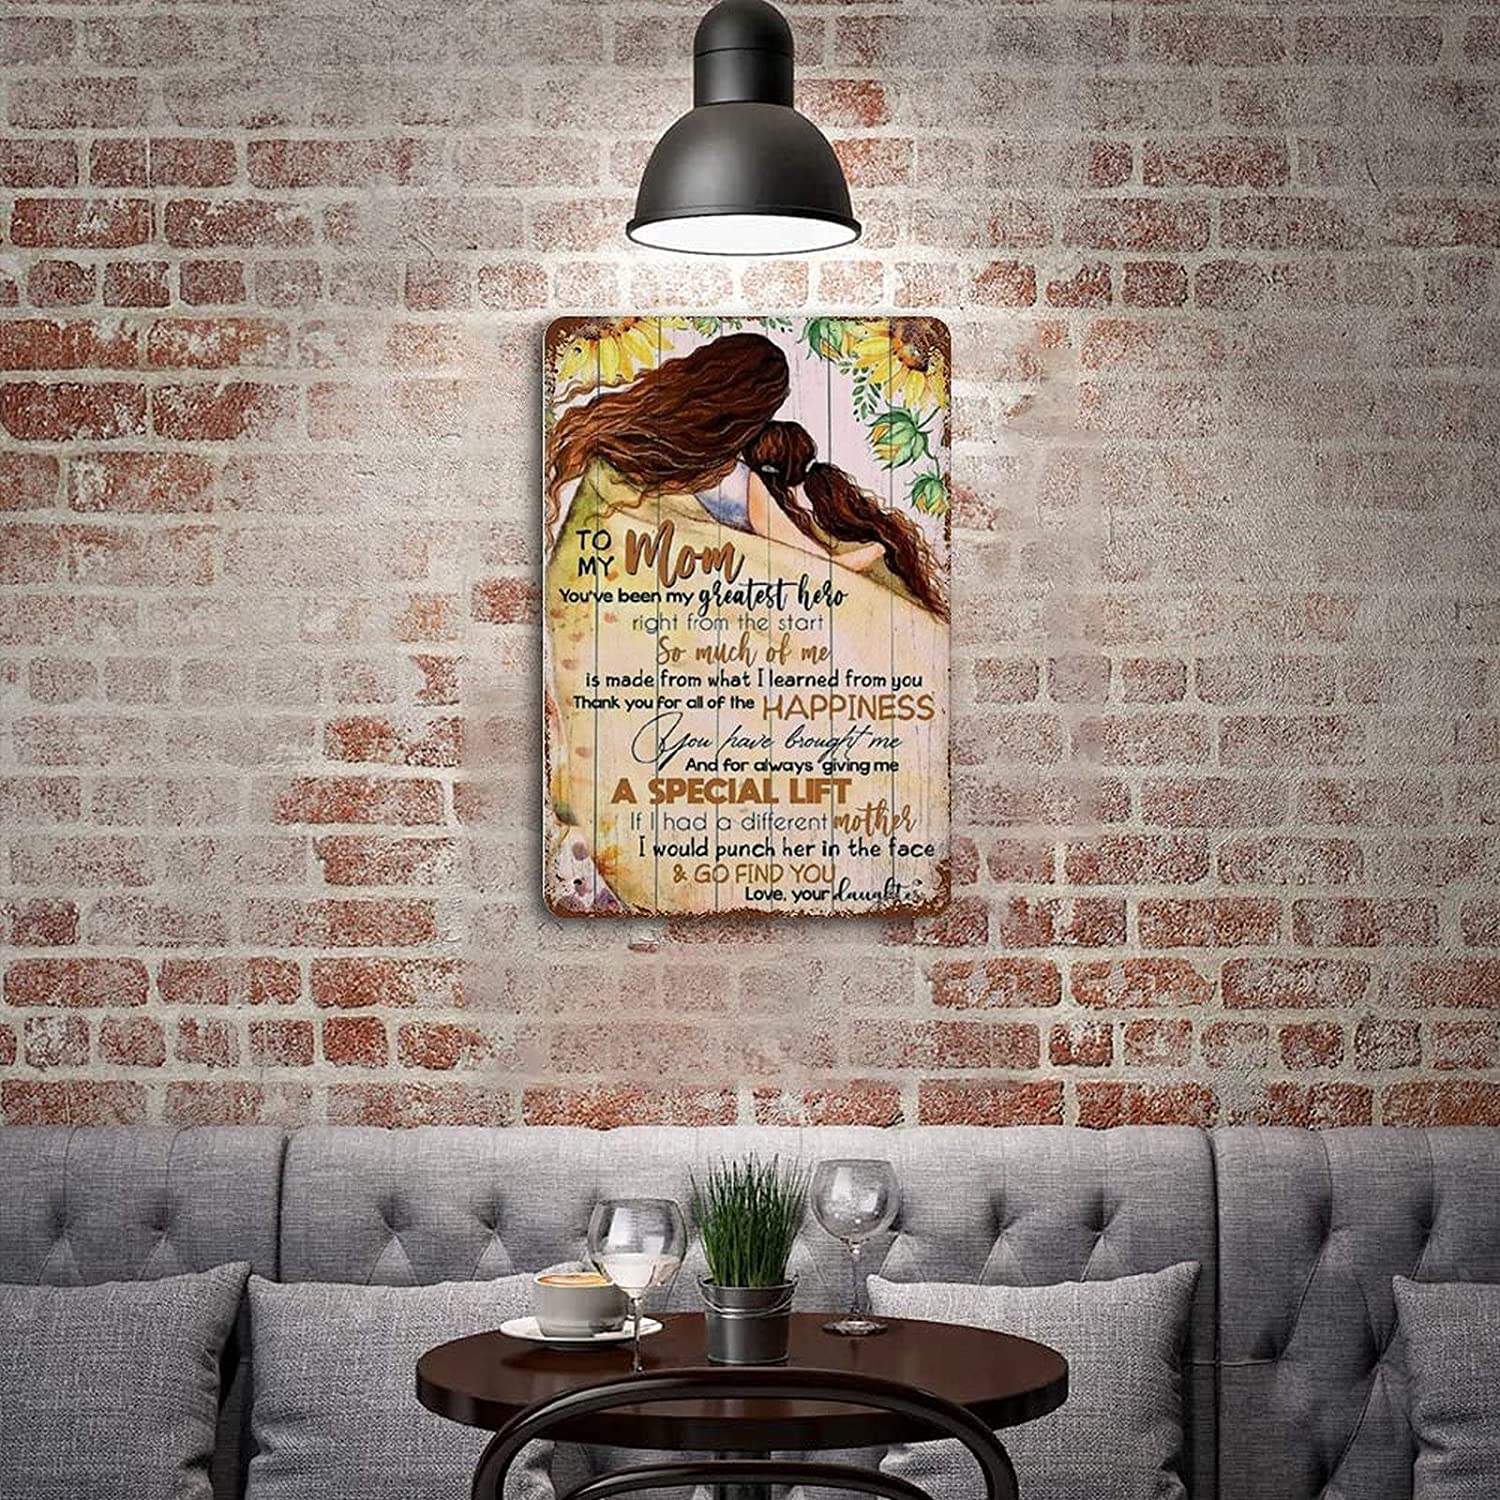 TO MY Mom
You've been my greatest hero
right from the start
So much of me
is made from what I learned from you
Thank you for all of the HAPPINESS
You have brought me
And for always giving me
A SPECIAL LIFT
If I had a different mother
I would punch her in the face
& GO FIND YOU
Love, your daughter